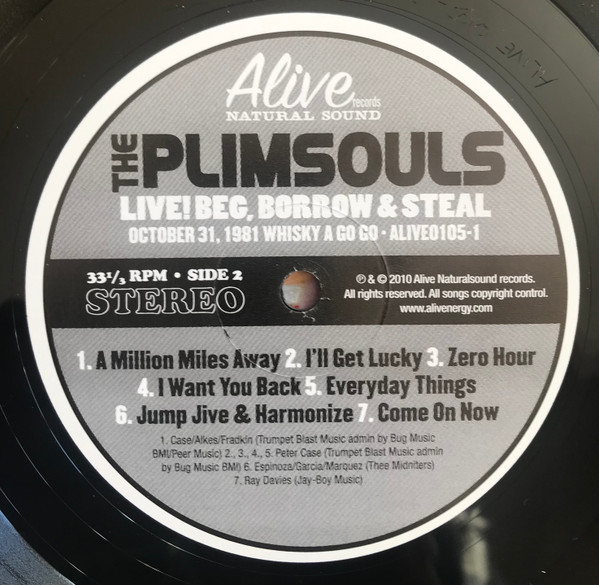 Alive records
NATURAL SOUND
THE PLIMSOULS
LIVE! BEG, BORROW & STEAL
OCTOBER 31, 1981 WHISKY A GO GO · ALIVE0105-1
33 1/3 RPM • SIDE 2
STEREO
℗ & © 2010 Alive Naturalsound records.
All rights reserved. All songs copyright control.
www.alivenergy.com
1. A Million Miles Away 2. I'll Get Lucky 3. Zero Hour
4. I Want You Back 5. Everyday Things
6. Jump Jive & Harmonize 7. Come On Now
1. Case/Alkes/Fradkin (Trumpet Blast Music admin by Bug Music
BMI/Peer Music) 2., 3., 4., 5. Peter Case (Trumpet Blast Music admin
by Bug Music BMI) 6. Espinoza/Garcia/Marquez (Thee Midniters)
7. Ray Davies (Jay-Boy Music)